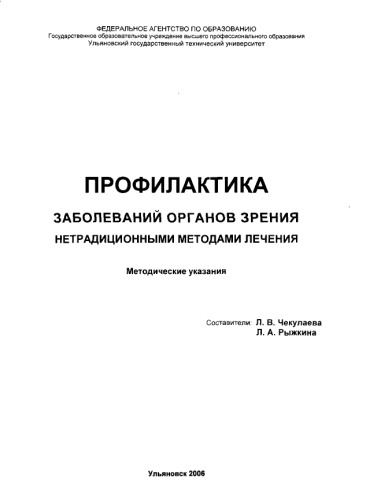 ФЕДЕРАЛЬНОЕ АГЕНТСТВО ПО ОБРАЗОВАНИЮ
Государственное образовательное учреждение высшего профессионального образования
Ульяновский государственный технический университет
ПРОФИЛАКТИКА
ЗАБОЛЕВАНИЙ ОРГАНОВ ЗРЕНИЯ
НЕТРАДИЦИОННЫМИ МЕТОДАМИ ЛЕЧЕНИЯ
Методические указания
Составители: Л. В. Чекулаева
Л. А. Рыжкина
Ульяновск 2006